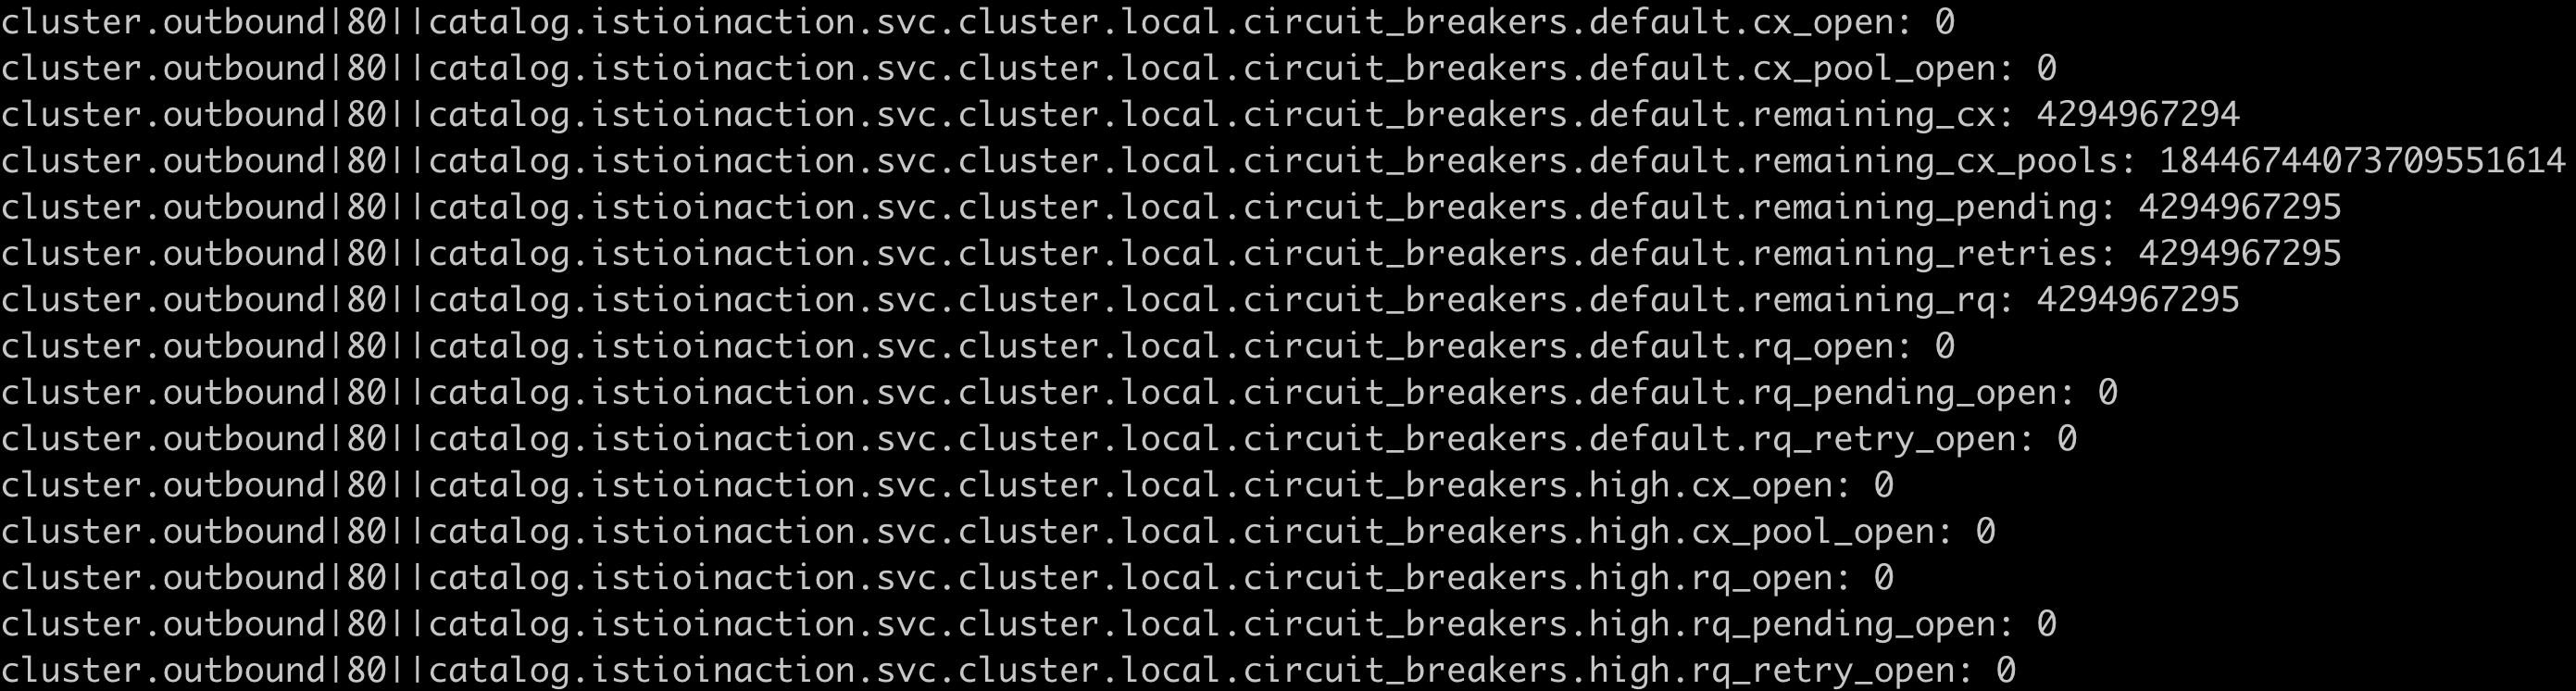 cluster.outbound|80||catalog.istioinaction.svc.cluster.local.circuit_breakers.default.cx_open: 0
cluster.outbound|80||catalog.istioinaction.svc.cluster.local.circuit_breakers.default.cx_pool_open: 0
cluster.outbound|80||catalog.istioinaction.svc.cluster.local.circuit_breakers.default.remaining_cx: 4294967294
cluster.outbound|80||catalog.istioinaction.svc.cluster.local.circuit_breakers.default.remaining_cx_pools: 18446744073709551614
cluster.outbound|80||catalog.istioinaction.svc.cluster.local.circuit_breakers.default.remaining_pending: 4294967295
cluster.outbound|80||catalog.istioinaction.svc.cluster.local.circuit_breakers.default.remaining_retries: 4294967295
cluster.outbound|80||catalog.istioinaction.svc.cluster.local.circuit_breakers.default.remaining_rq: 4294967295
cluster.outbound|80||catalog.istioinaction.svc.cluster.local.circuit_breakers.default.rq_open: 0
cluster.outbound|80||catalog.istioinaction.svc.cluster.local.circuit_breakers.default.rq_pending_open: 0
cluster.outbound|80||catalog.istioinaction.svc.cluster.local.circuit_breakers.default.rq_retry_open: 0
cluster.outbound|80||catalog.istioinaction.svc.cluster.local.circuit_breakers.high.cx_open: 0
cluster.outbound|80||catalog.istioinaction.svc.cluster.local.circuit_breakers.high.cx_pool_open: 0
cluster.outbound|80||catalog.istioinaction.svc.cluster.local.circuit_breakers.high.rq_open: 0
cluster.outbound|80||catalog.istioinaction.svc.cluster.local.circuit_breakers.high.rq_pending_open: 0
cluster.outbound|80||catalog.istioinaction.svc.cluster.local.circuit_breakers.high.rq_retry_open: 0